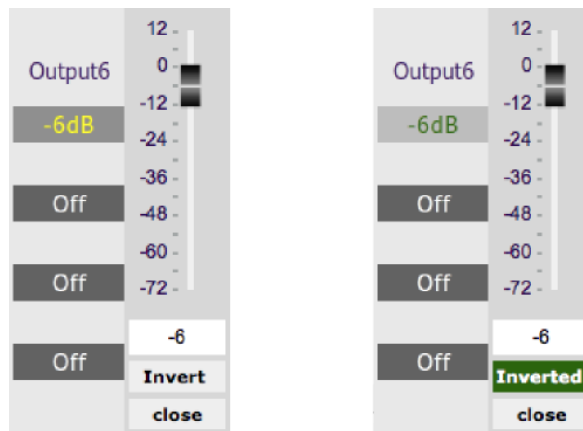 Output6
-6dB
Off
Off
Off
12
0
-12
-24
-36
-48
-60
-72
-6
Invert
close
Output6
-6dB
Off
Off
Off
12
0
-12
-24
-36
-48
-60
-72
-6
Inverted
close